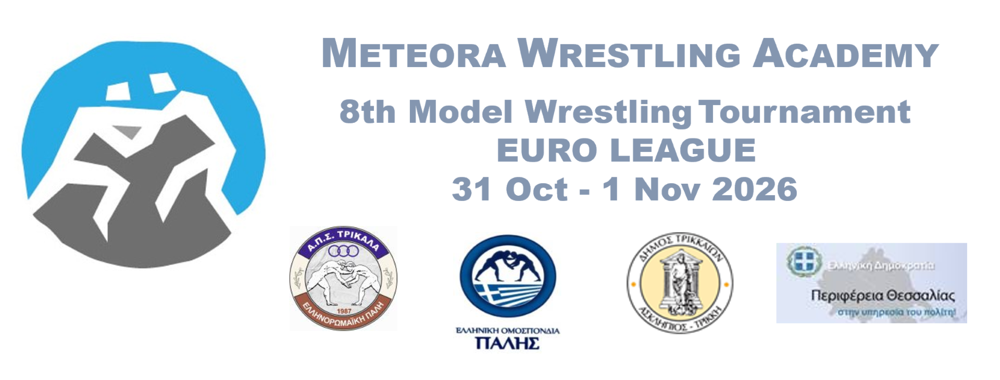 METEORA WRESTLING ACADEMY
8th Model Wrestling Tournament
EURO LEAGUE
31 Oct - 1 Nov 2026
Α.Π.Σ. ΤΡΙΚΑΛΑ
1987
ΕΛΛΗΝΟΡΩΜΑΪΚΗ ΠΑΛΗ
ΕΛΛΗΝΙΚΗ ΟΜΟΣΠΟΝΔΙΑ
ΠΑΛΗΣ
ΔΗΜΟΣ ΤΡΙΚΚΑΙΩΝ
ΑΣΚΛΗΠΙΟΣ - ΤΡΙΚΚΗ
Ελληνική Δημοκρατία
Περιφέρεια Θεσσαλίας
στην υπηρεσία του πολίτη!